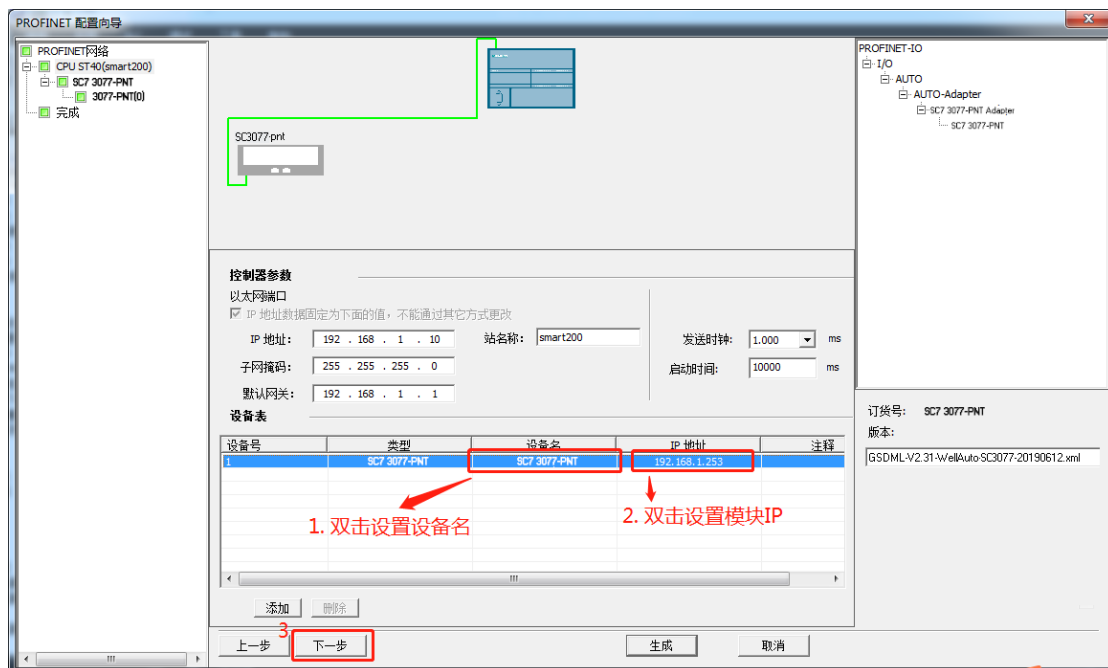 PROFINET 配置向导
PROFINET网络
CPU ST40(smart200)
SC7 3077-PNT
3077-PNT(0)
完成
SC3077-pnt
PROFINET-IO
I/O
AUTO
AUTO-Adapter
SC7 3077-PNT Adapter
SC7 3077-PNT
控制器参数
以太网端口
IP 地址数据固定为下面的值，不能通过其它方式更改
IP 地址： 192 . 168 . 1 . 10 站名称： smart200 发送时钟: 1.000 ms
子网掩码： 255 . 255 . 255 . 0 启动时间: 10000 ms
默认网关： 192 . 168 . 1 . 1
设备表
设备号 类型 设备名 IP 地址 注释
1 SC7 3077-PNT SC7 3077-PNT 192.168.1.253
1. 双击设置设备名
2. 双击设置模块IP
添加 删除
3
上一步 下一步 生成 取消
订货号: SC7 3077-PNT
版本:
GSDML-V2.31-WellAuto-SC3077-20190612.xml